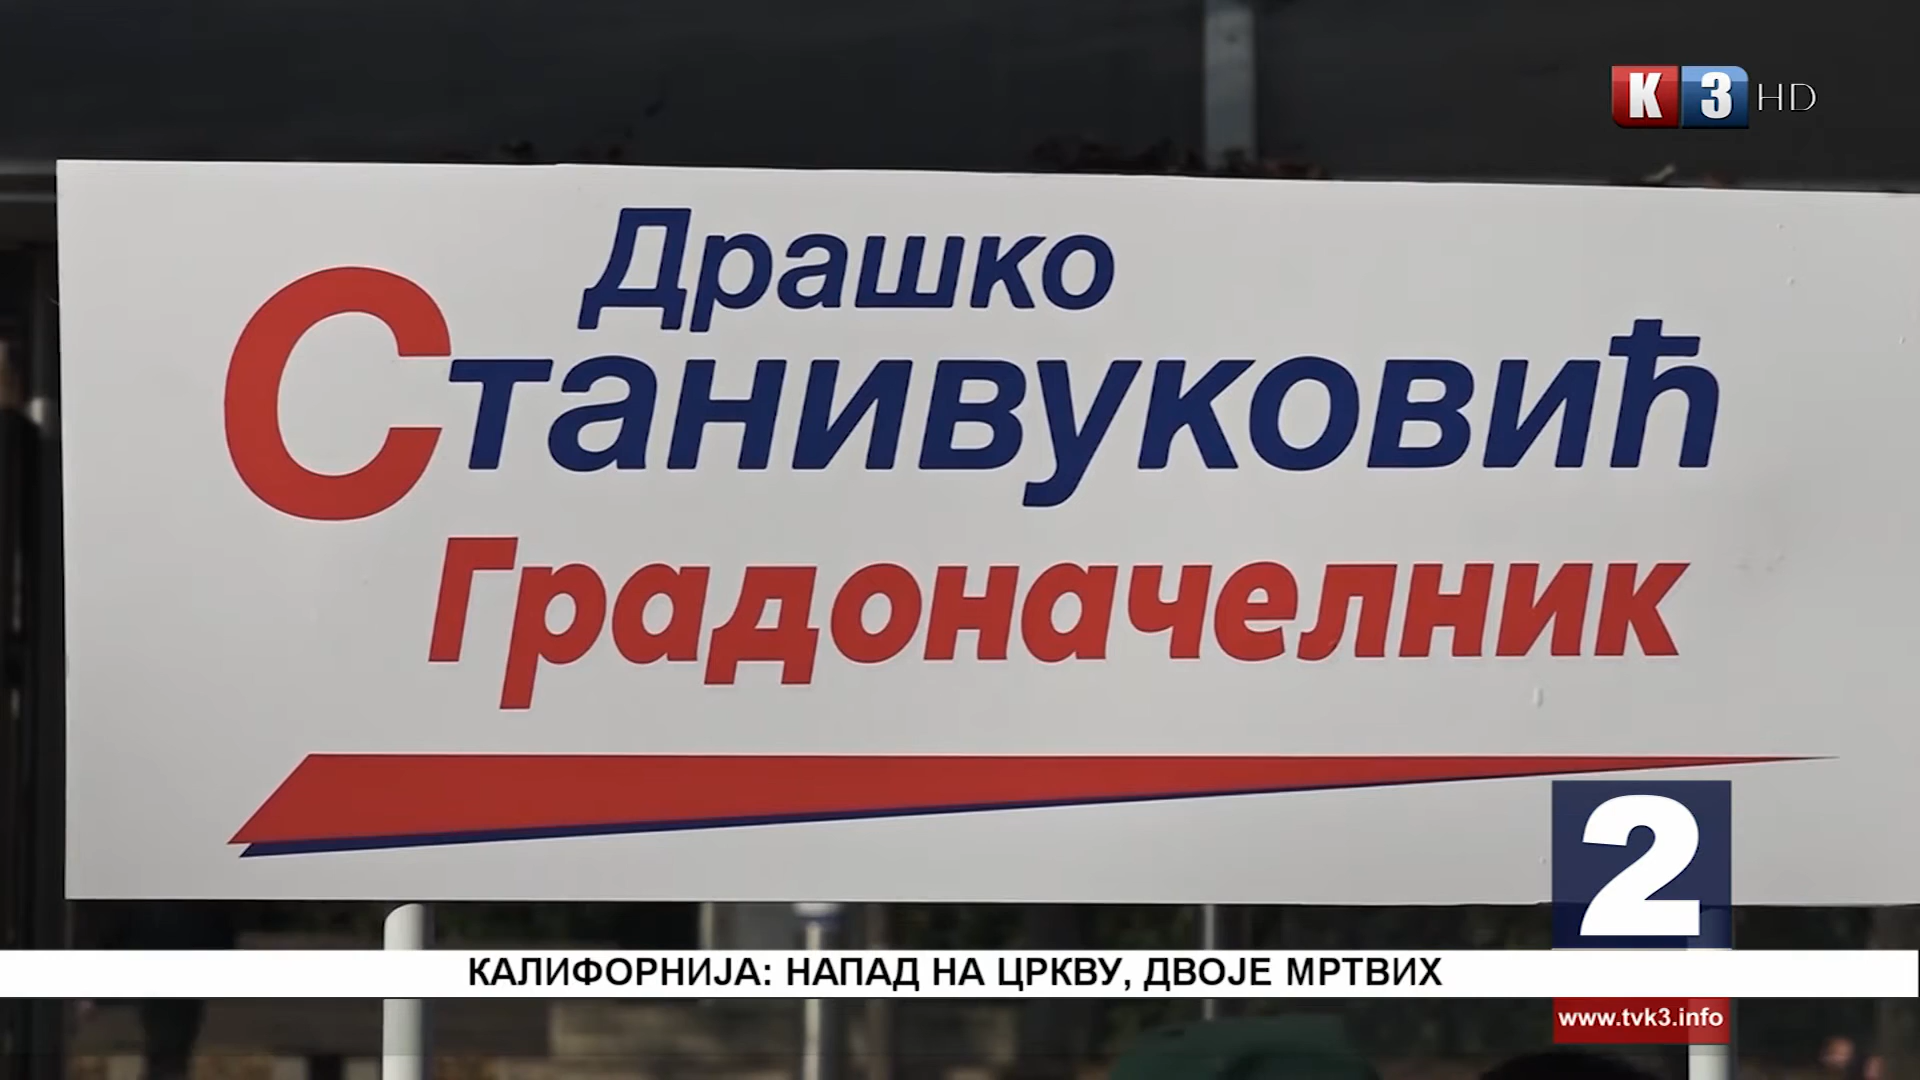 К3 HD
Драшко
Станивуковић
Градоначелник
2
КАЛИФОРНИЈА: НАПАД НА ЦРКВУ, ДВОЈЕ МРТВИХ
www.tvk3.info